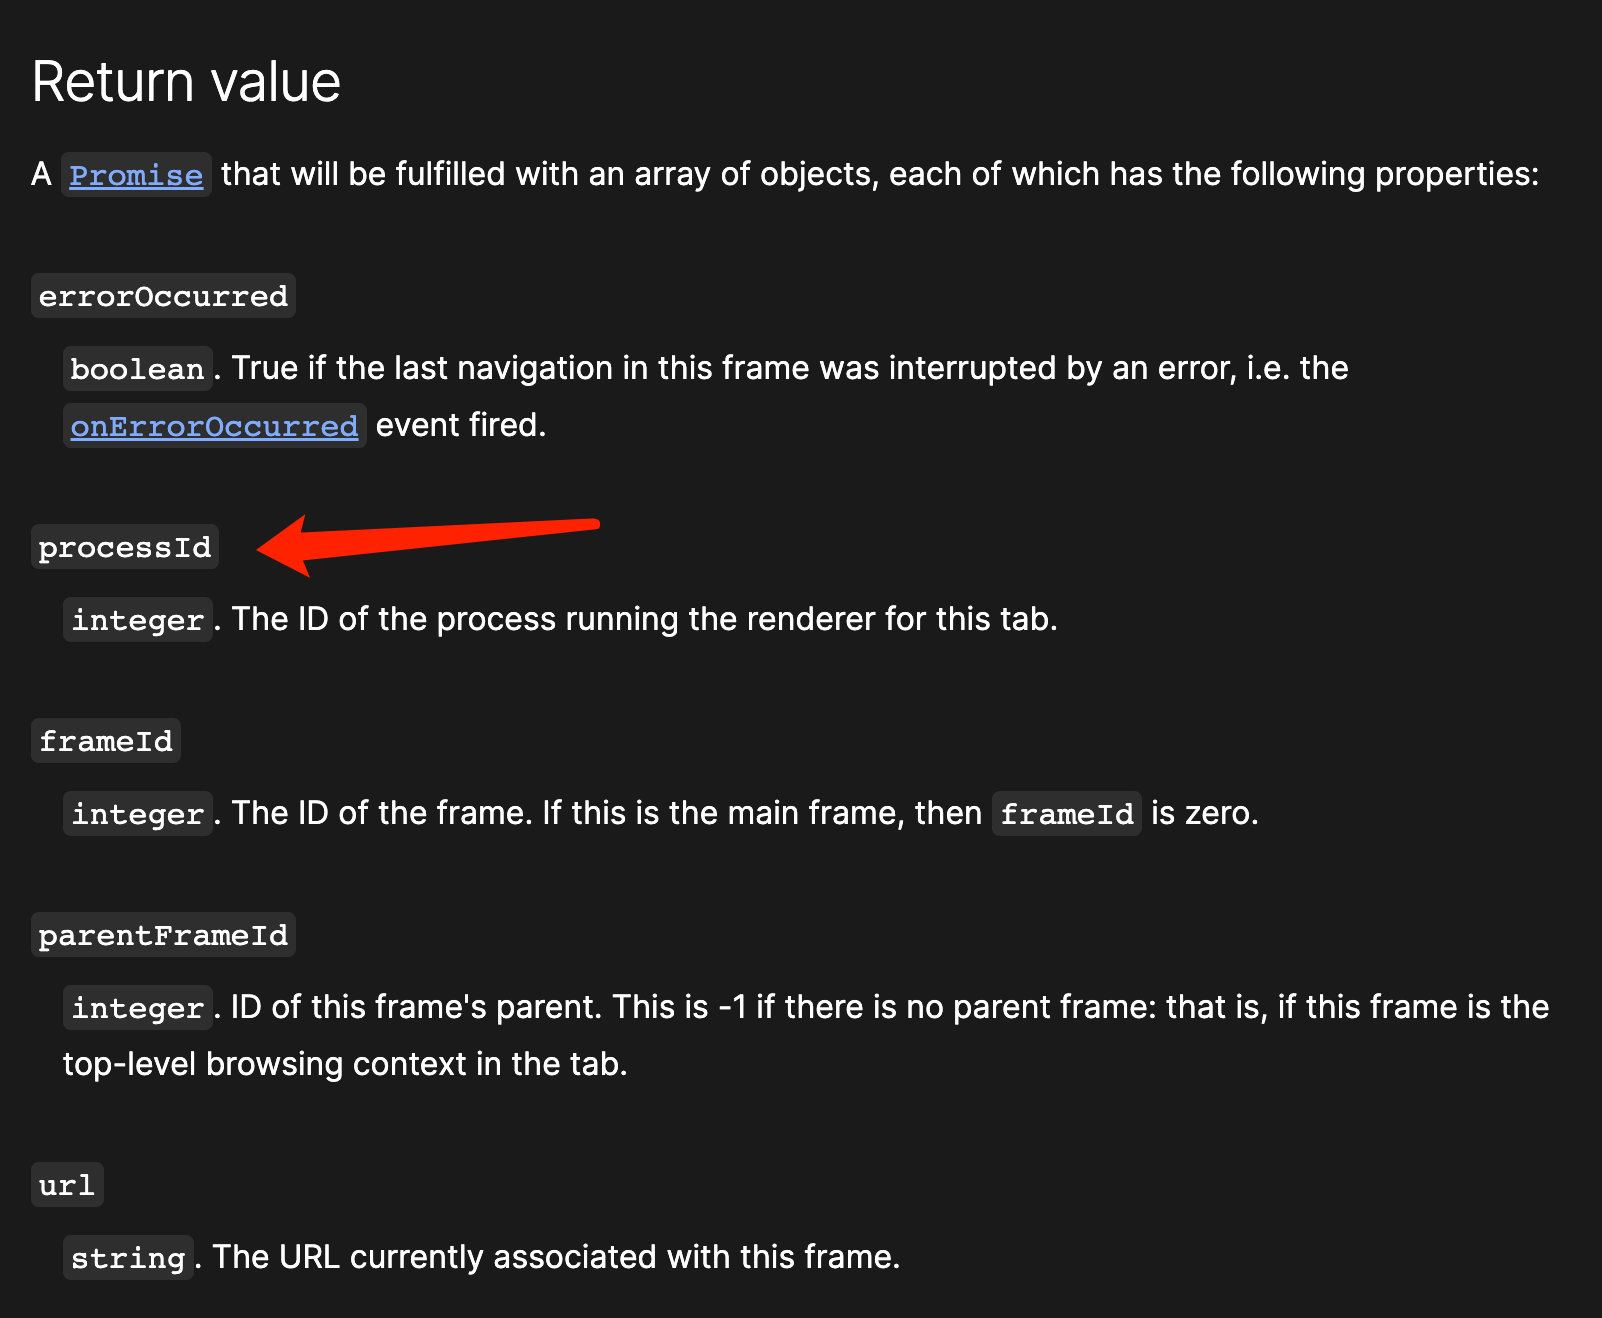 Return value
A Promise that will be fulfilled with an array of objects, each of which has the following properties:
errorOccurred
boolean. True if the last navigation in this frame was interrupted by an error, i.e. the
onErrorOccurred event fired.
processId
integer. The ID of the process running the renderer for this tab.
frameId
integer. The ID of the frame. If this is the main frame, then frameId is zero.
parentFrameId
integer. ID of this frame's parent. This is -1 if there is no parent frame: that is, if this frame is the
top-level browsing context in the tab.
url
string. The URL currently associated with this frame.